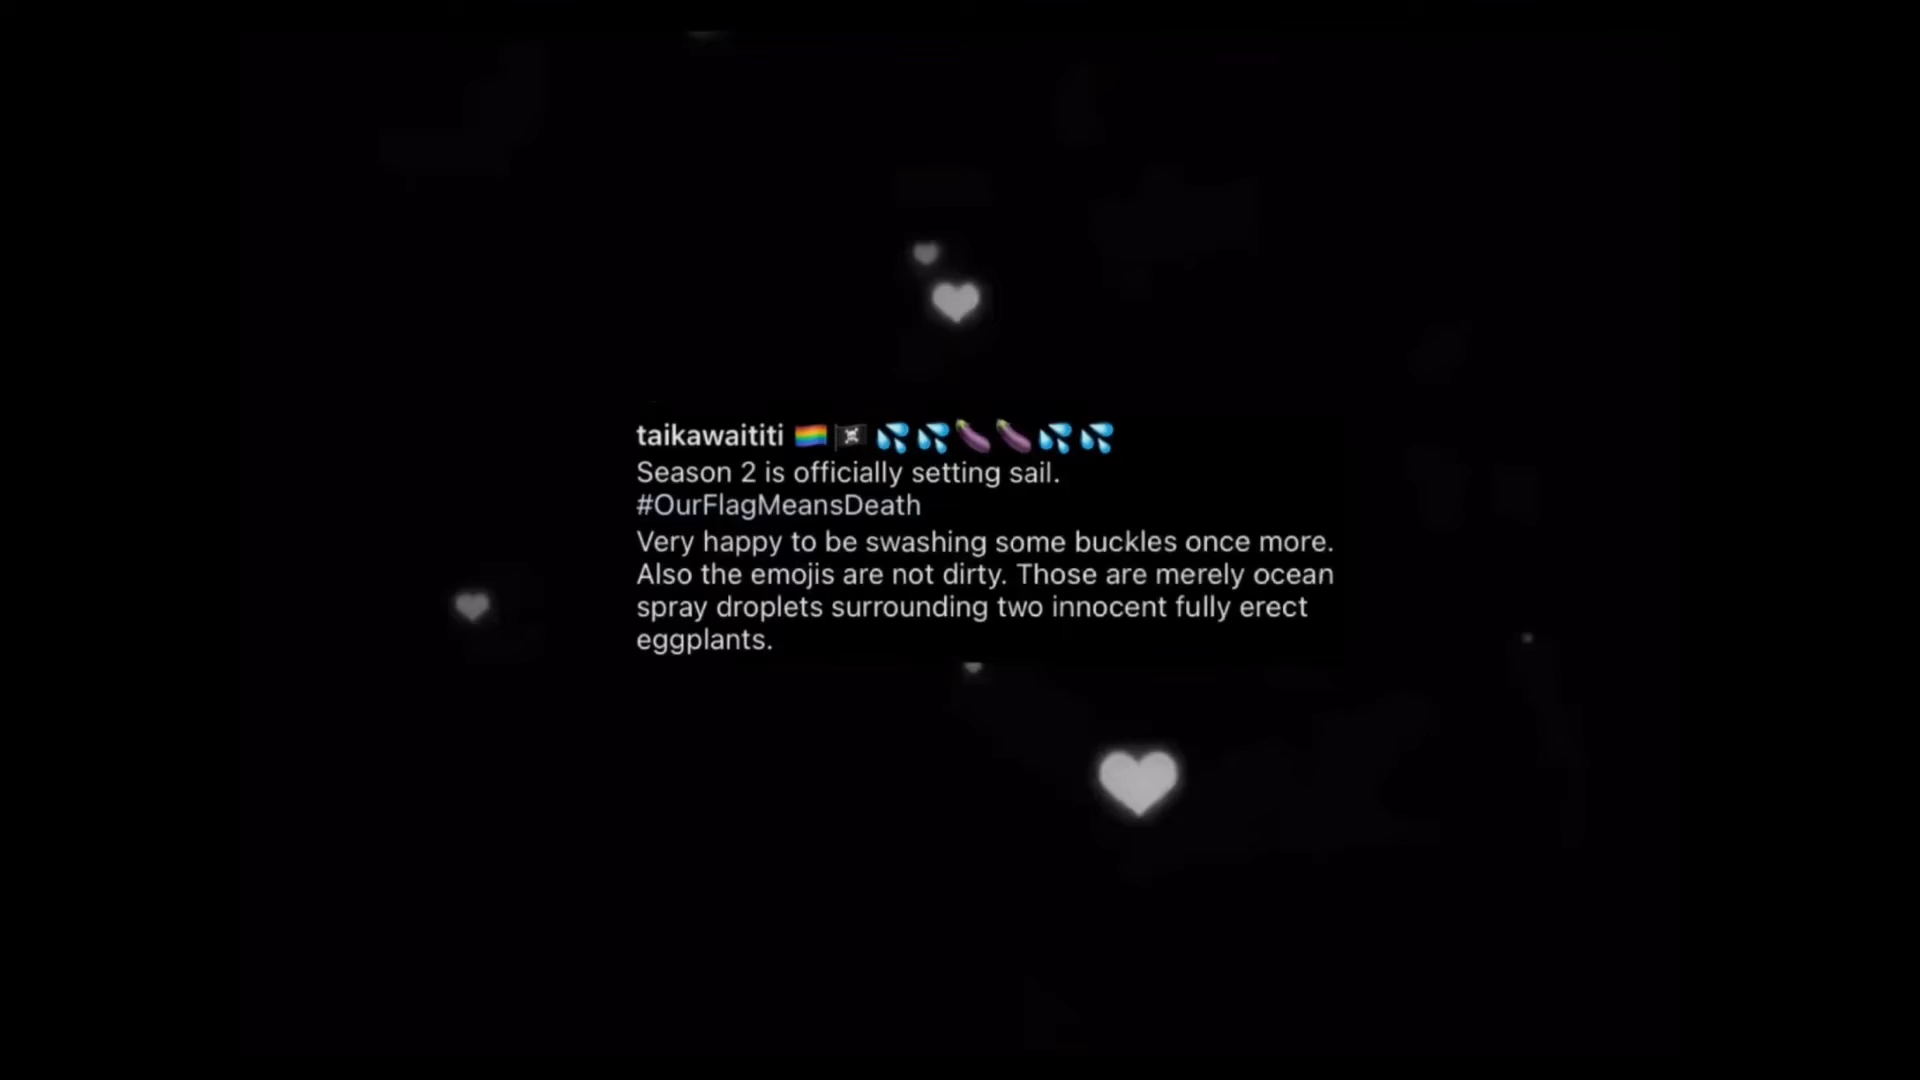 taikawaititi 🏳️‍🌈🏴‍☠️💦💦🍆🍆💦💦
Season 2 is officially setting sail.
#OurFlagMeansDeath
Very happy to be swashing some buckles once more.
Also the emojis are not dirty. Those are merely ocean
spray droplets surrounding two innocent fully erect
eggplants.